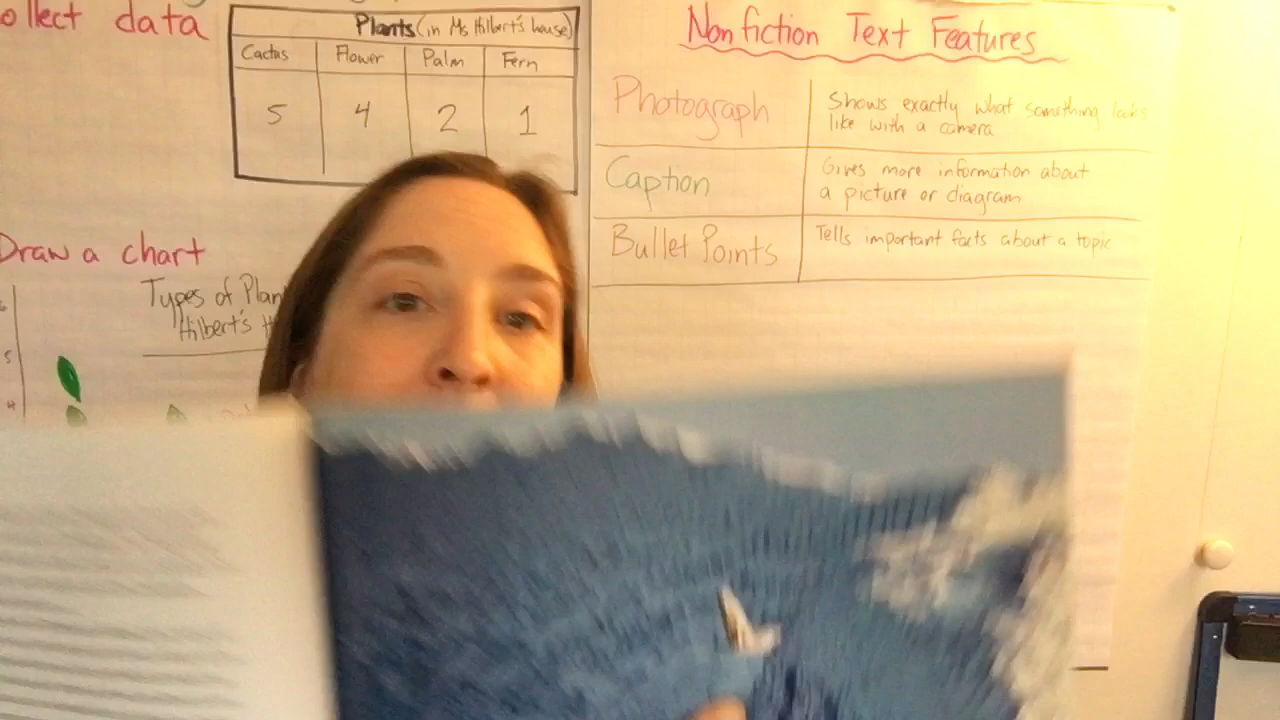 ollect data
Plants (in Ms Hilbert's house)
Cactus Flower Palm Fern
5 4 2 1
Draw a chart
Types of Plan
Hilbert's H
5
4
Nonfiction Text Features
Photograph
Shows exactly what something looks
like with a camera
Caption
Gives more information about
a picture or diagram
Bullet Points
Tells important facts about a topic